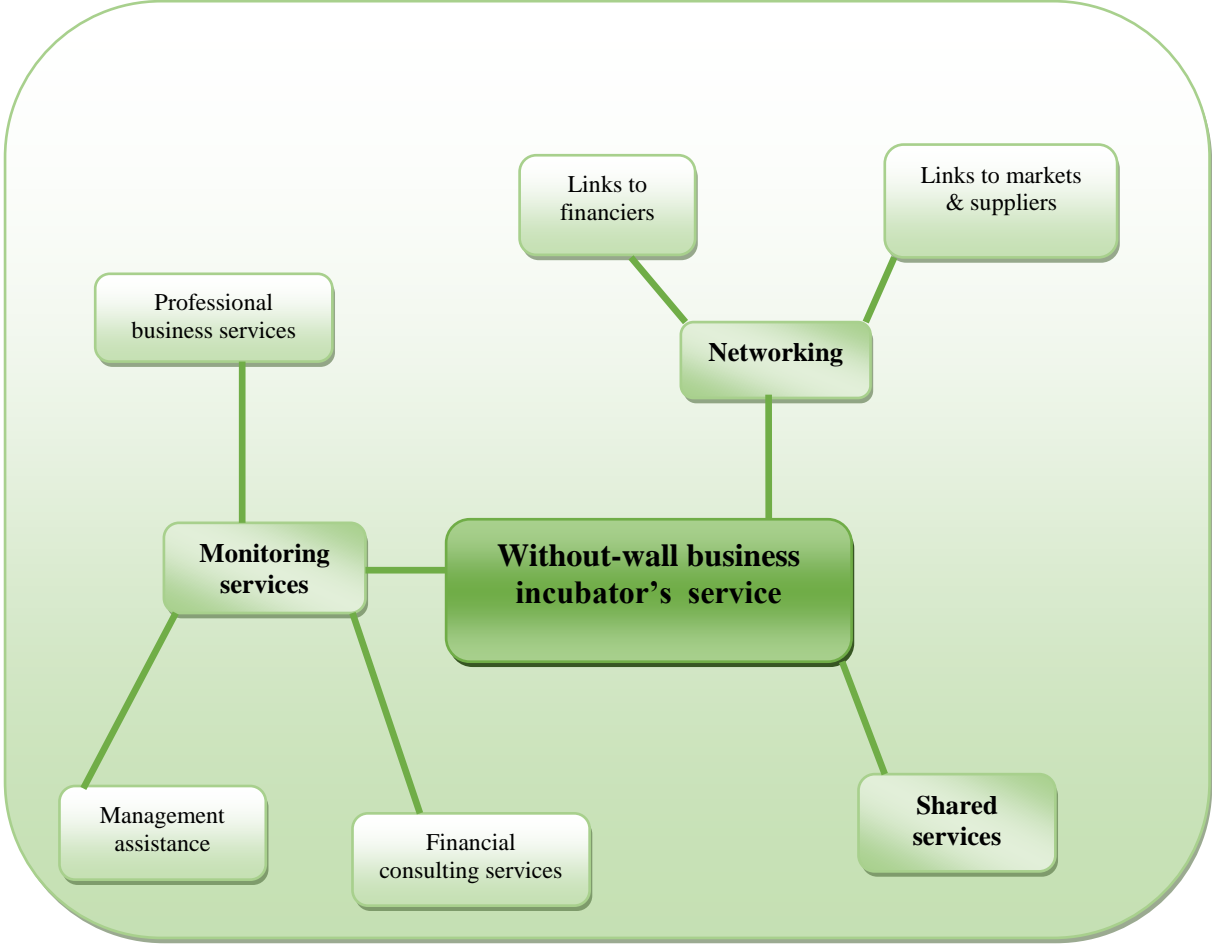 Links to
financiers
Links to markets
& suppliers
Professional
business services
Networking
Monitoring
services
Without-wall business
incubator’s  service
Management
assistance
Financial
consulting services
Shared
services